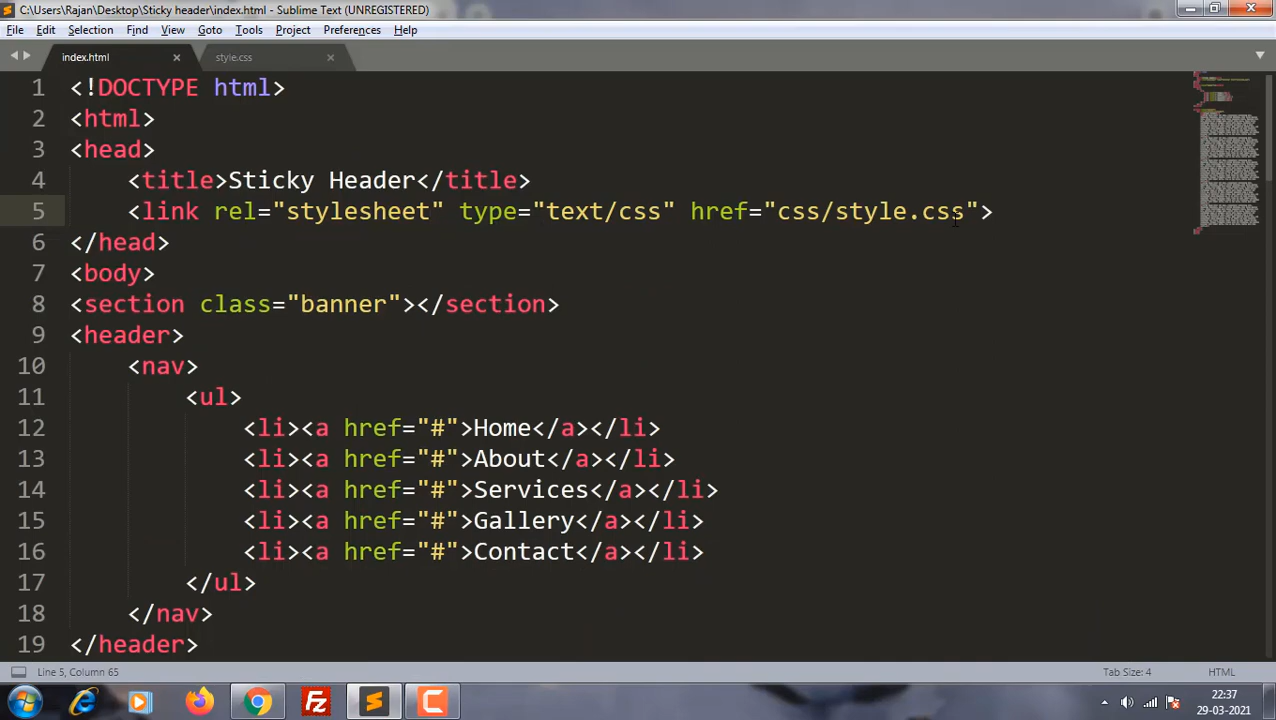 C:\Users\Rajan\Desktop\Sticky header\index.html - Sublime Text (UNREGISTERED)
File Edit Selection Find View Goto Tools Project Preferences Help
index.html style.css
1 <!DOCTYPE html>
2 <html>
3 <head>
4 <title>Sticky Header</title>
5 <link rel="stylesheet" type="text/css" href="css/style.css">
6 </head>
7 <body>
8 <section class="banner"></section>
9 <header>
10 <nav>
11 <ul>
12 <li><a href="#">Home</a></li>
13 <li><a href="#">About</a></li>
14 <li><a href="#">Services</a></li>
15 <li><a href="#">Gallery</a></li>
16 <li><a href="#">Contact</a></li>
17 </ul>
18 </nav>
19 </header>
Line 5, Column 65 Tab Size: 4 HTML
22:37
29-03-2021